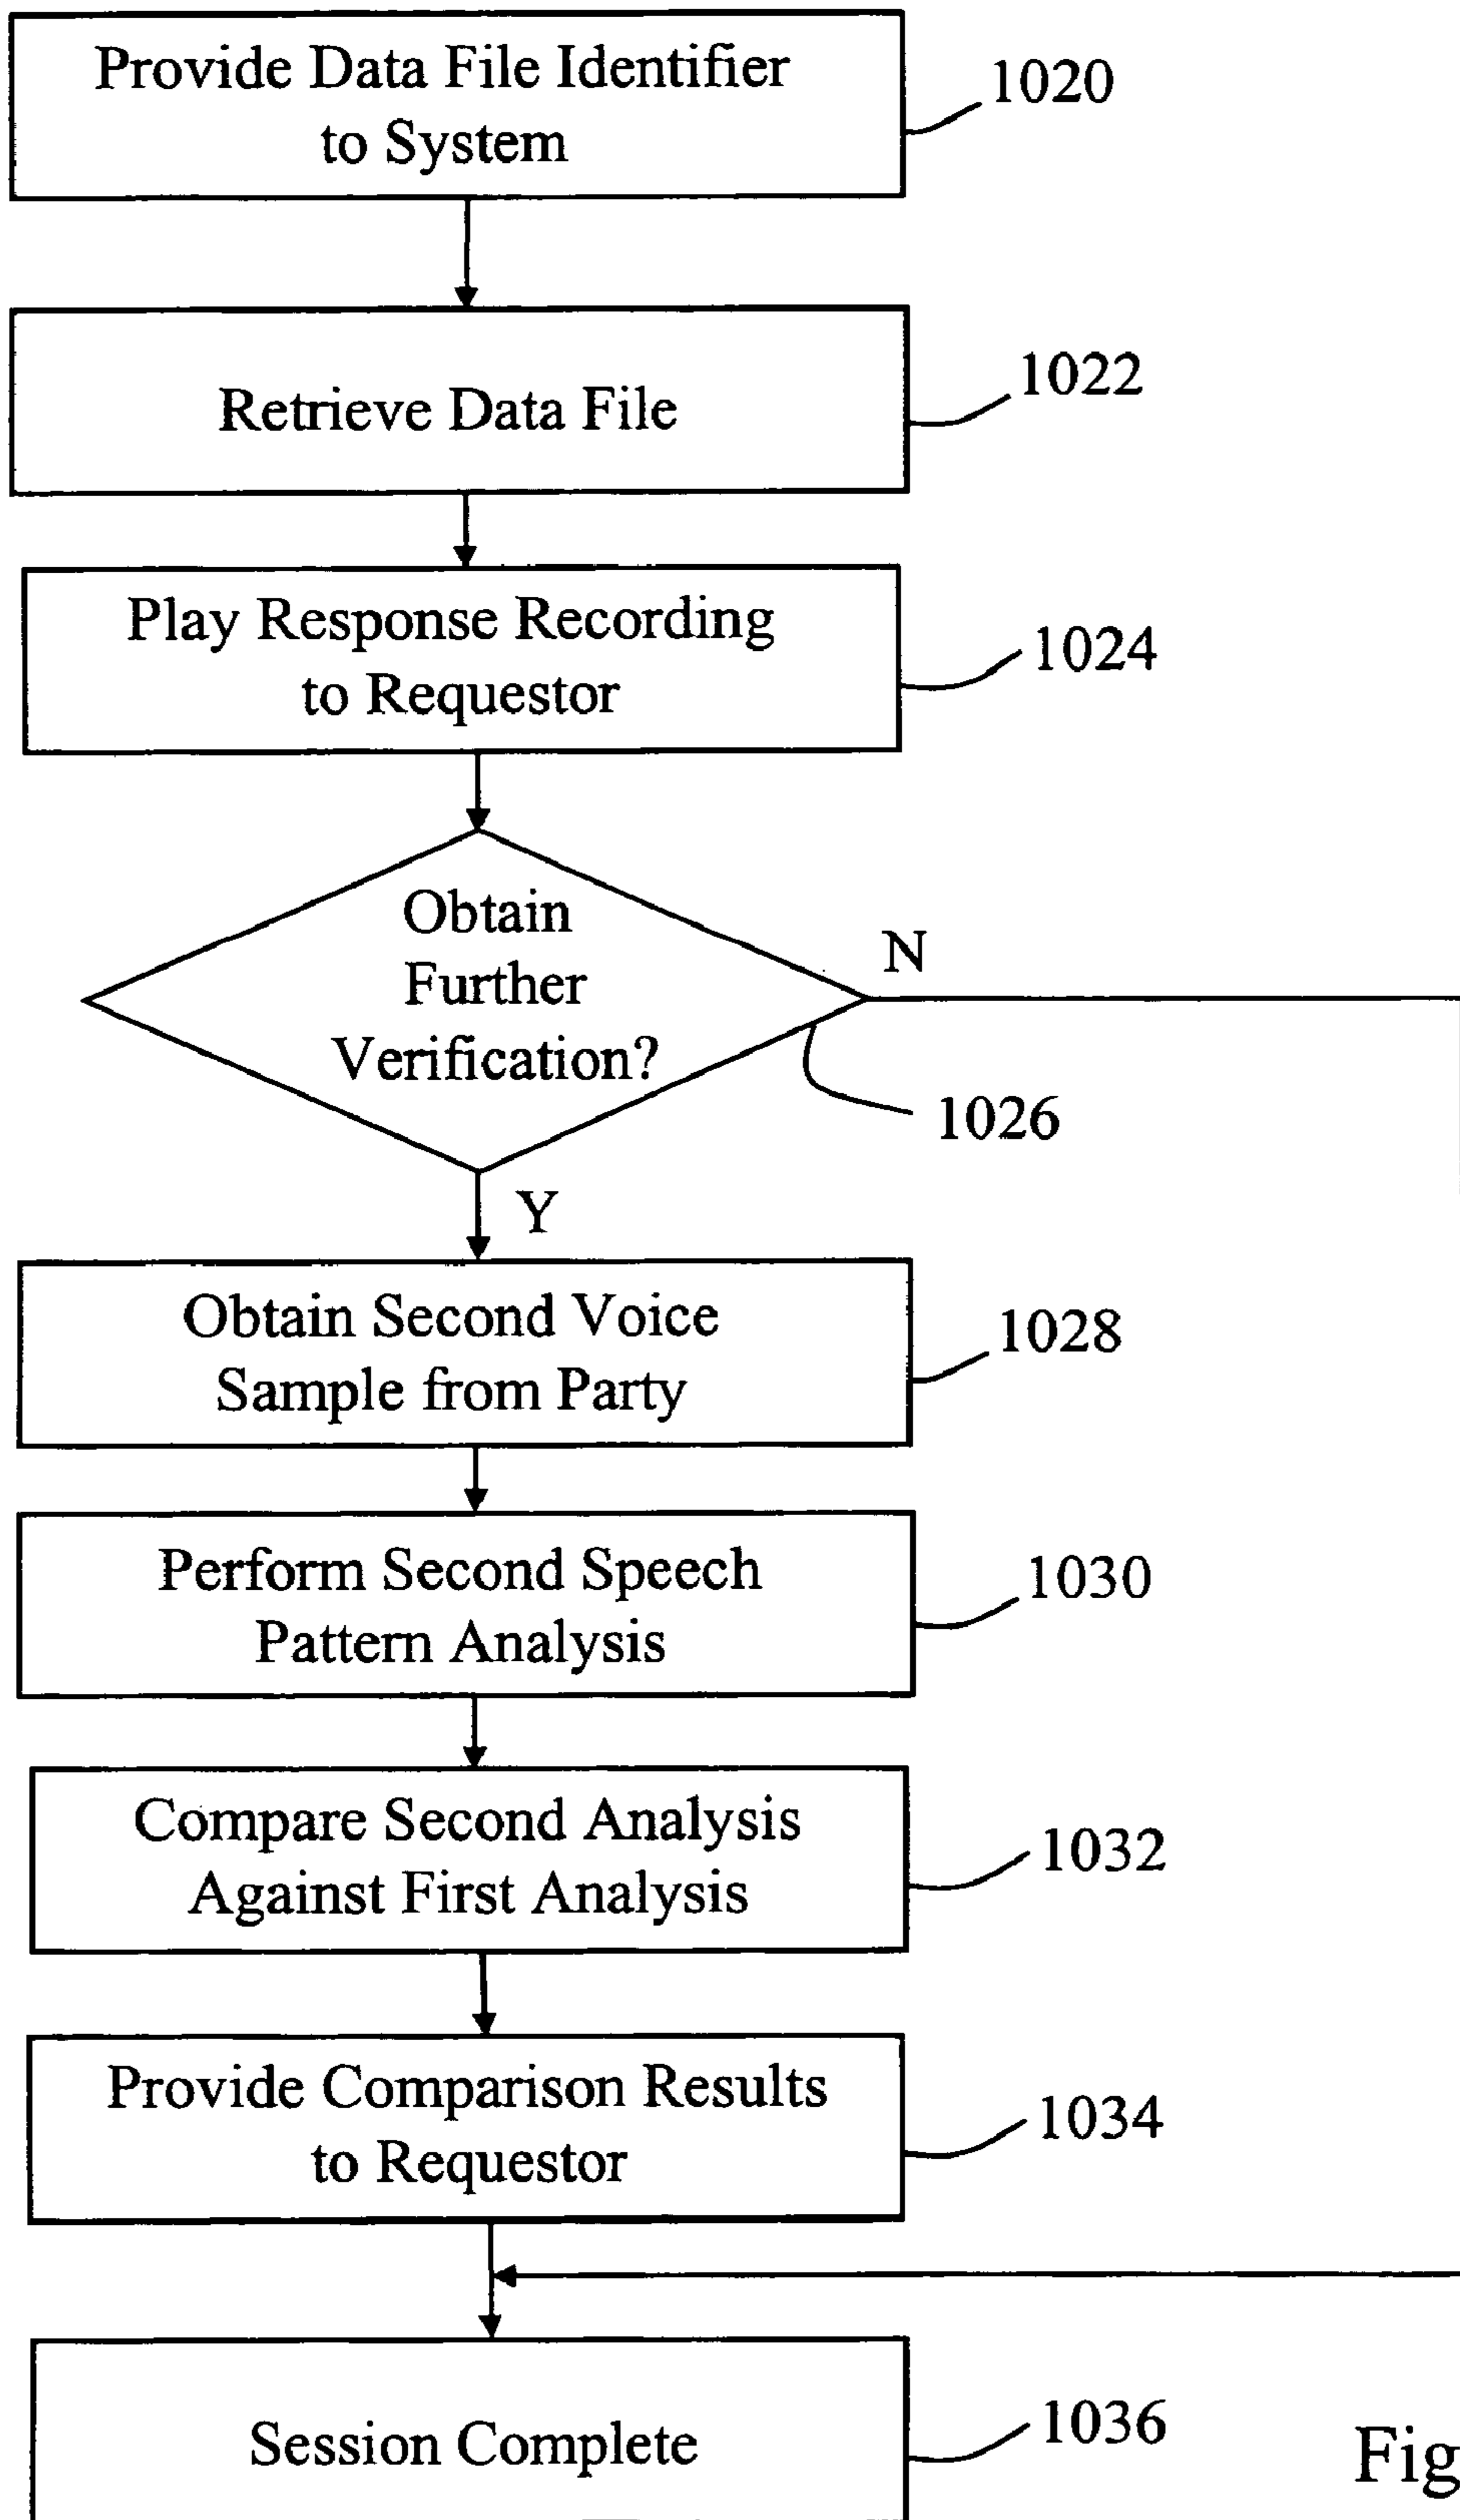 Provide Data File Identifier
to System
1020
Retrieve Data File
1022
Play Response Recording
to Requestor
1024
Obtain
Further
Verification?
N
1026
Y
Obtain Second Voice
Sample from Party
1028
Perform Second Speech
Pattern Analysis
1030
Compare Second Analysis
Against First Analysis
1032
Provide Comparison Results
to Requestor
1034
Session Complete
1036
Fig